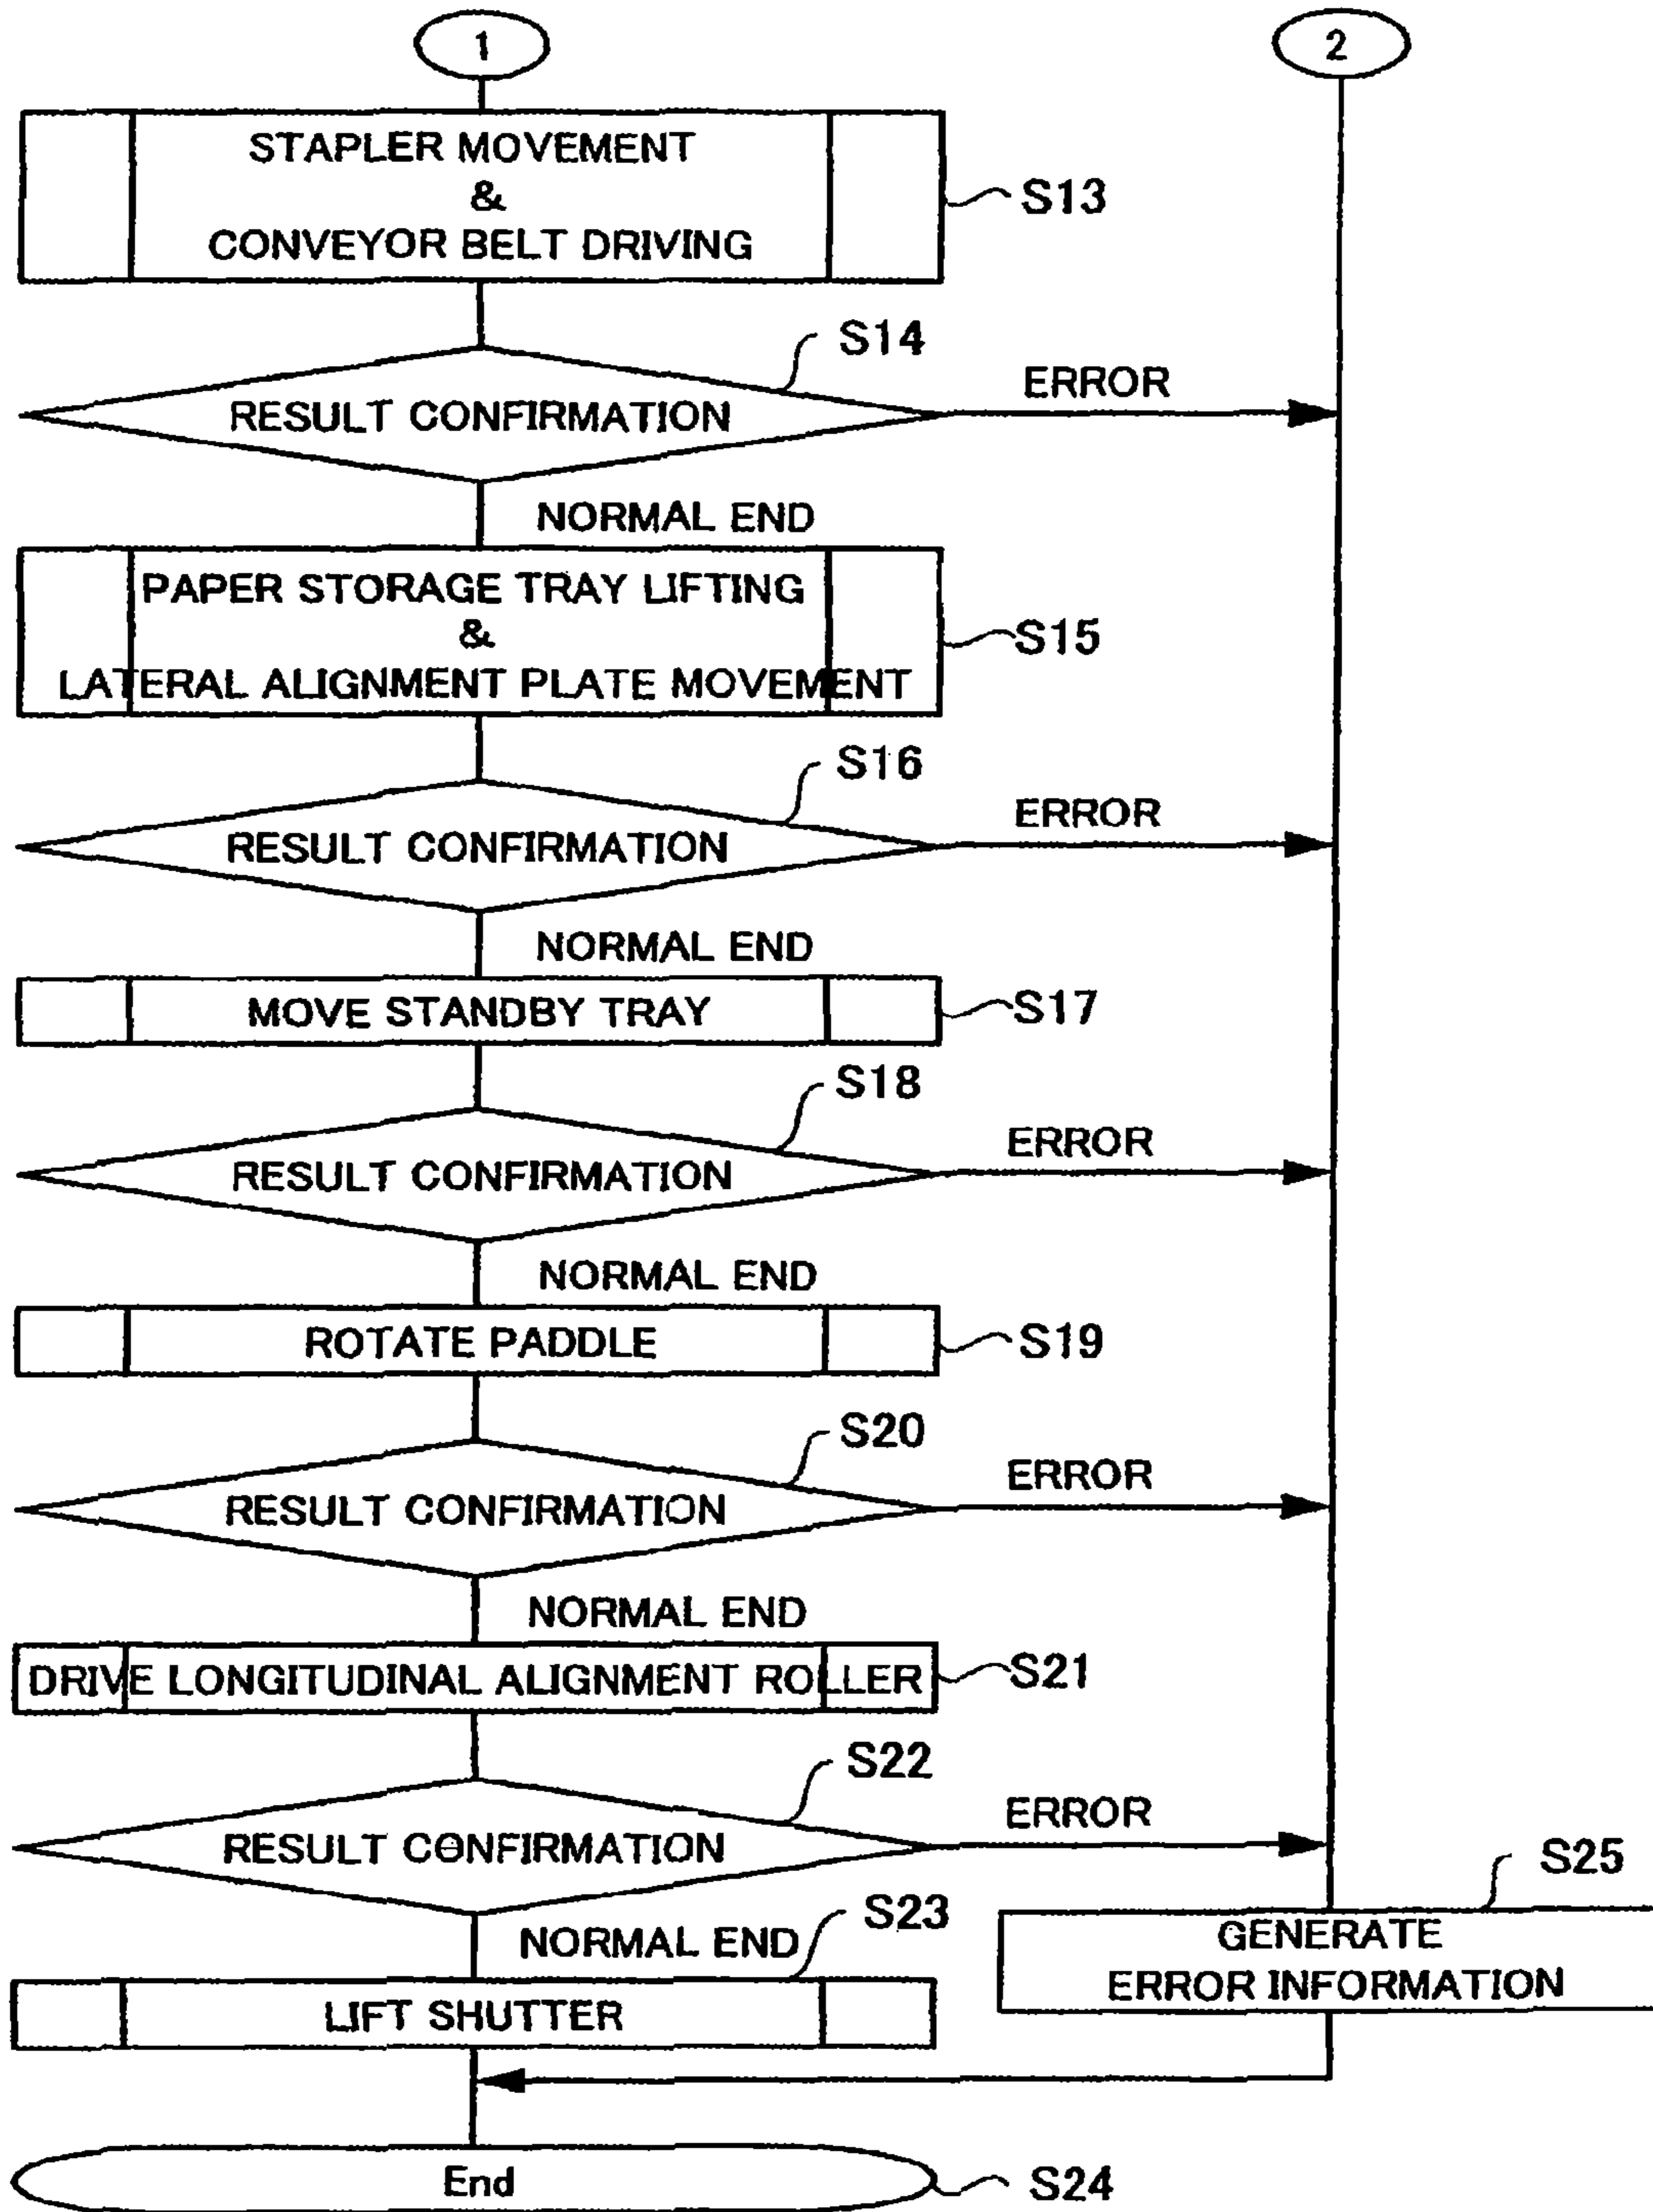 1
2
STAPLER MOVEMENT
&
CONVEYOR BELT DRIVING
S13
S14
RESULT CONFIRMATION
ERROR
NORMAL END
PAPER STORAGE TRAY LIFTING
&
LATERAL ALIGNMENT PLATE MOVEMENT
S15
S16
RESULT CONFIRMATION
ERROR
NORMAL END
MOVE STANDBY TRAY
S17
S18
RESULT CONFIRMATION
ERROR
NORMAL END
ROTATE PADDLE
S19
S20
RESULT CONFIRMATION
ERROR
NORMAL END
DRIVE LONGITUDINAL ALIGNMENT ROLLER
S21
S22
RESULT CONFIRMATION
ERROR
NORMAL END
S23
LIFT SHUTTER
S25
GENERATE
ERROR INFORMATION
End
S24